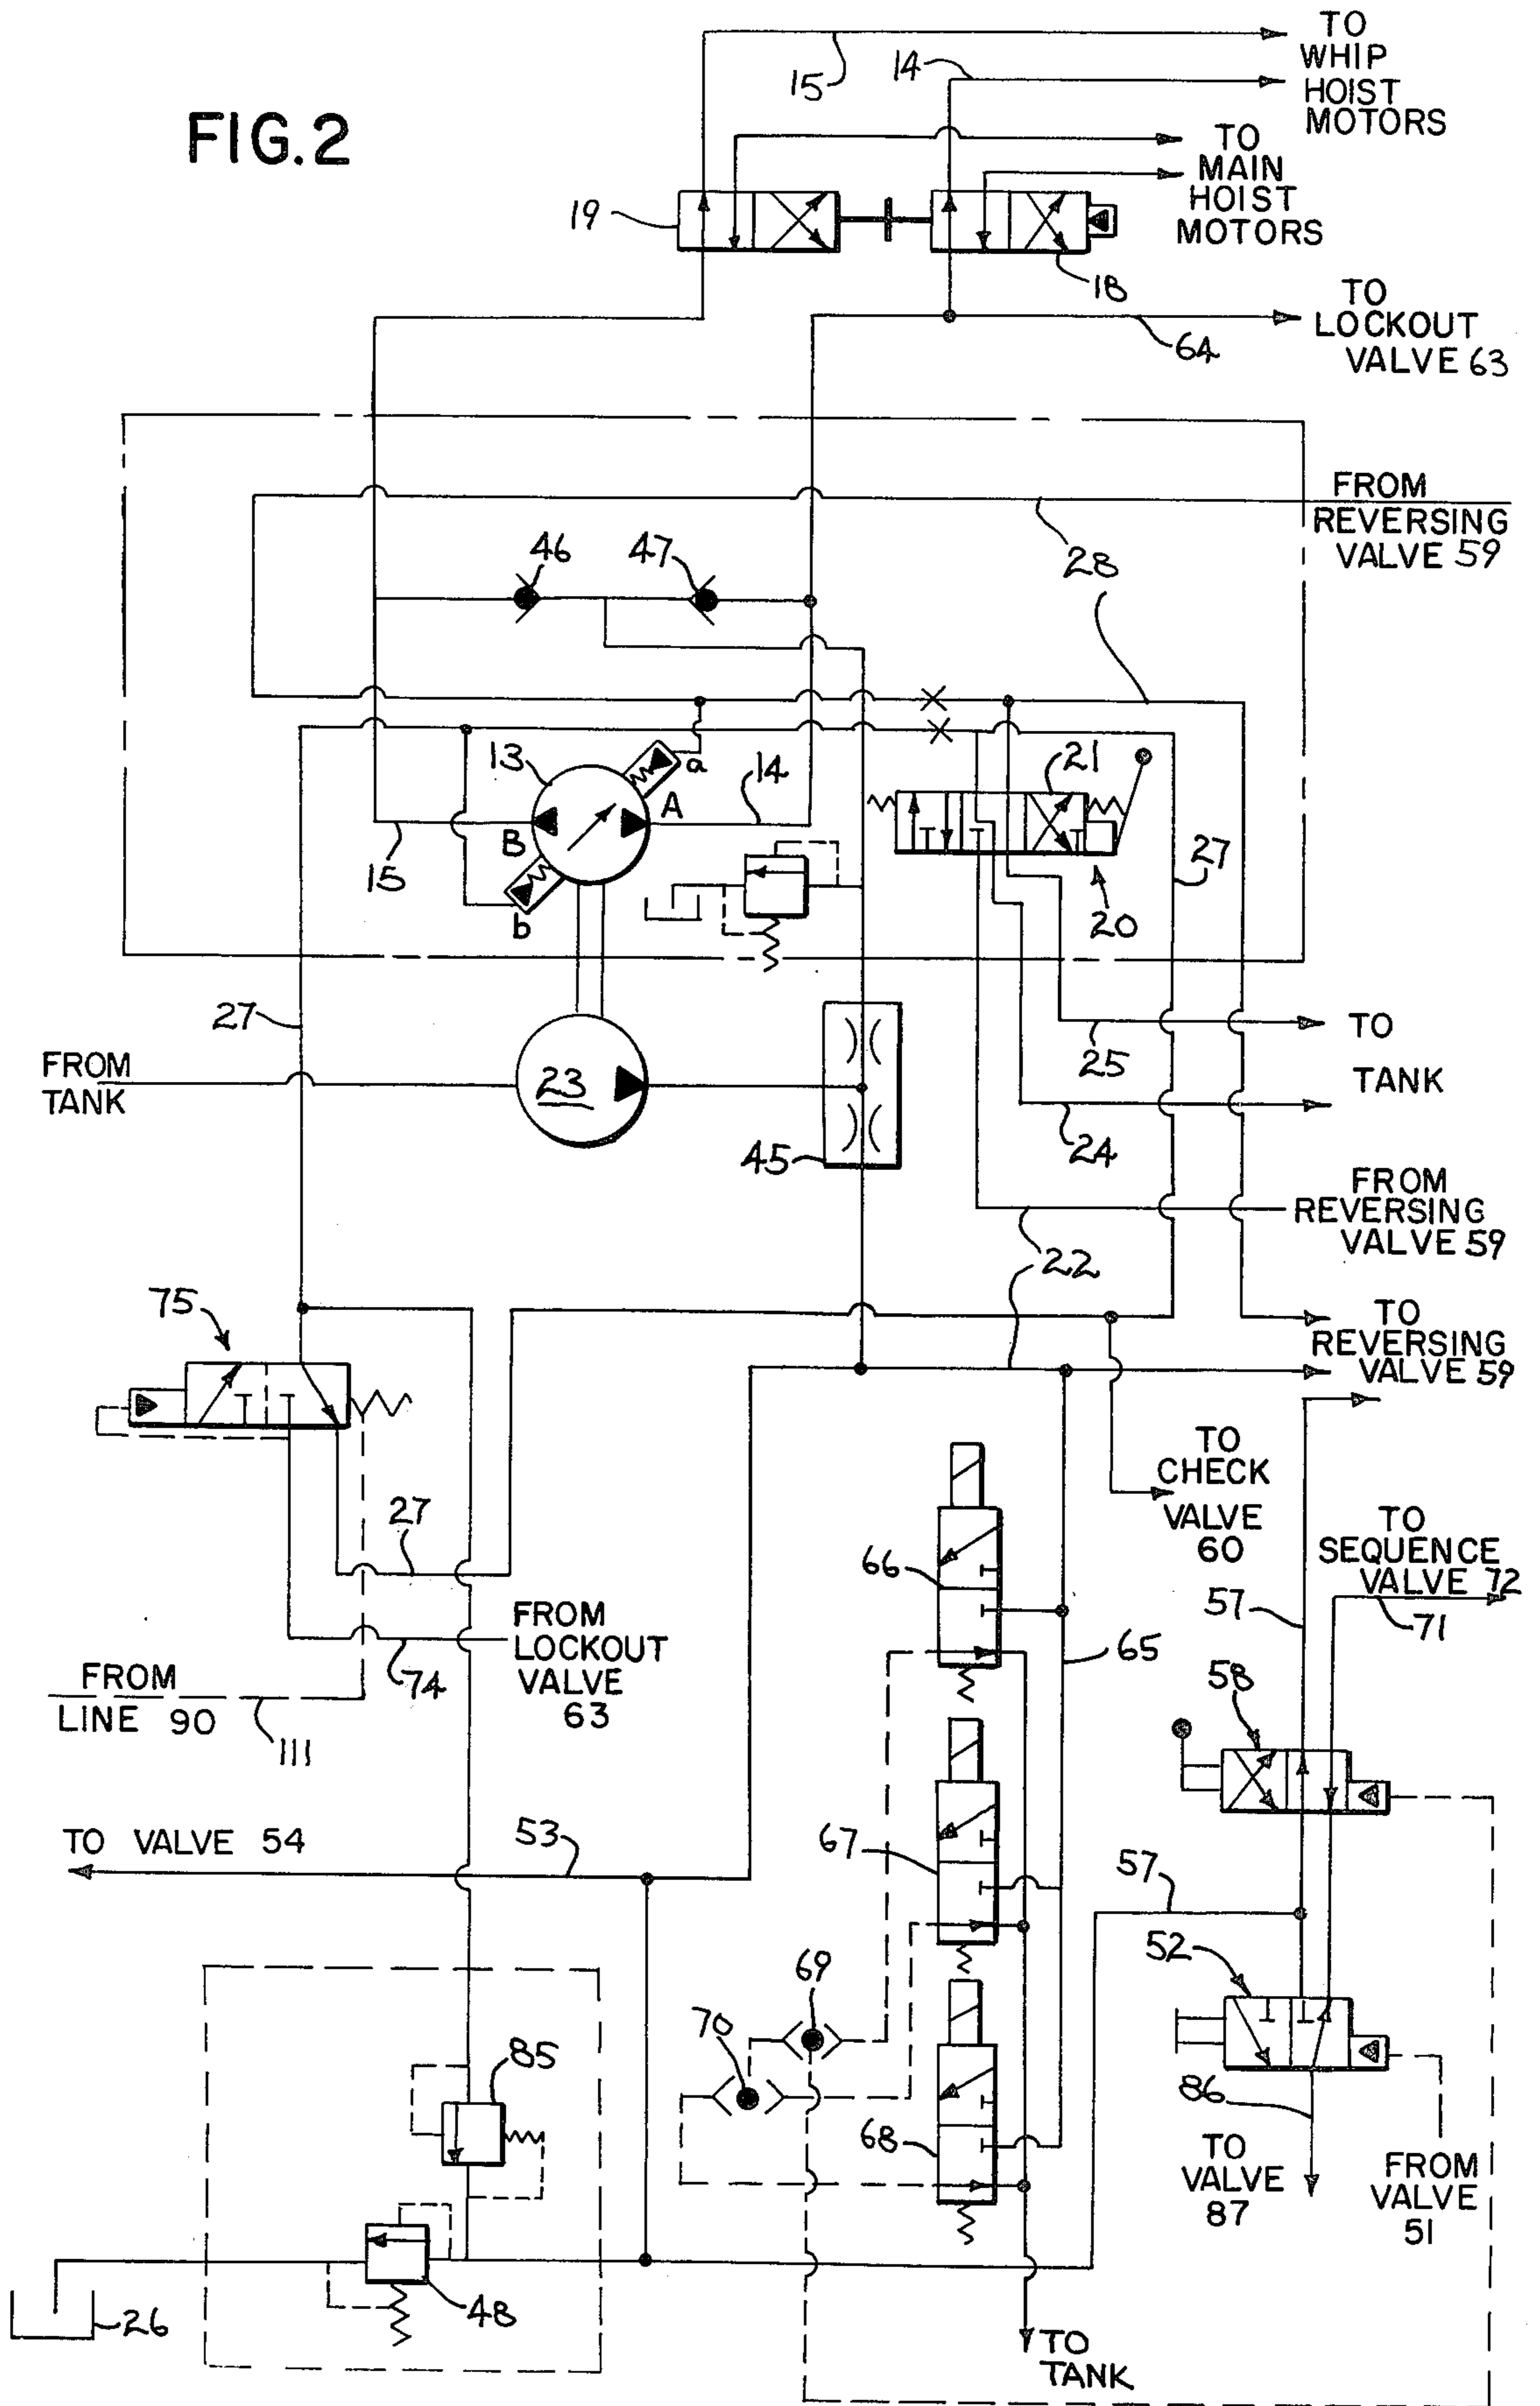 FIG.2
TO
WHIP
HOIST
MOTORS
15
14
TO
MAIN
HOIST
MOTORS
19
18
TO
LOCKOUT
VALVE 63
64
FROM
REVERSING
VALVE 59
28
46
47
13
a
A
14
21
B
15
b
20
27
27
FROM
TANK
23
45
25
TO
TANK
24
FROM
REVERSING
VALVE 59
22
75
TO
REVERSING
VALVE 59
TO
CHECK
VALVE
60
TO
SEQUENCE
VALVE 72
27
66
57
71
FROM
LOCKOUT
VALVE
63
74
65
FROM
LINE 90
111
58
TO VALVE 54
53
67
57
52
69
70
85
68
86
TO
VALVE
87
FROM
VALVE
51
48
26
TO
TANK